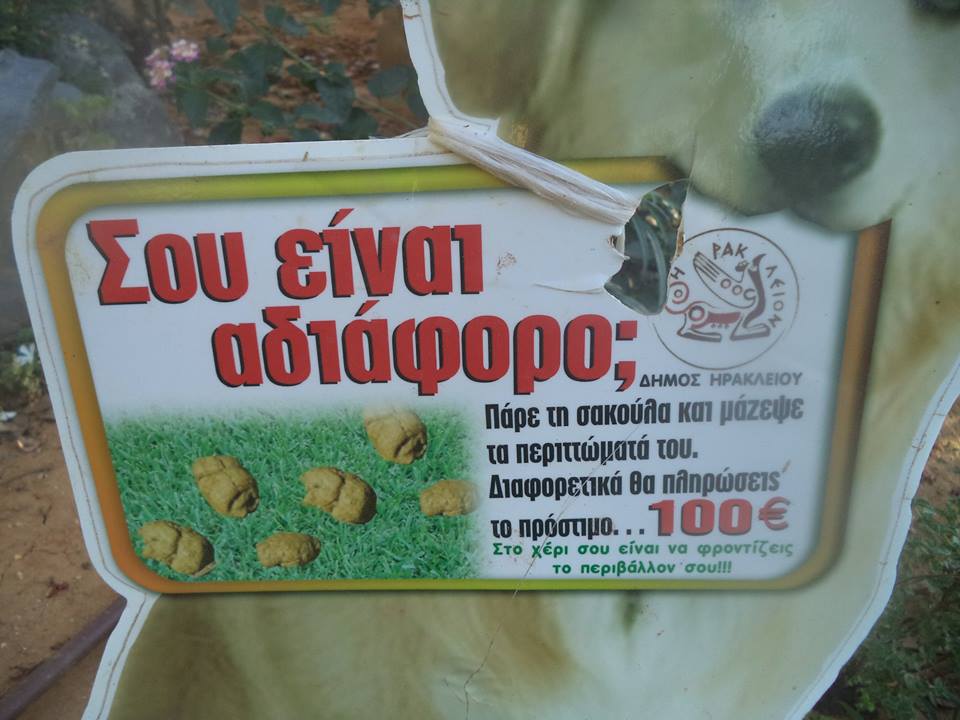 Σου είναι
αδιάφορο;
ΗΡΑΚΛΕΙΟΝ
ΔΗΜΟΣ ΗΡΑΚΛΕΙΟΥ
Πάρε τη σακούλα και μάζεψε
τα περιττώματά του.
Διαφορετικά θα πληρώσεις
το πρόστιμο... 100€
Στο χέρι σου είναι να φροντίζεις
το περιβάλλον σου!!!